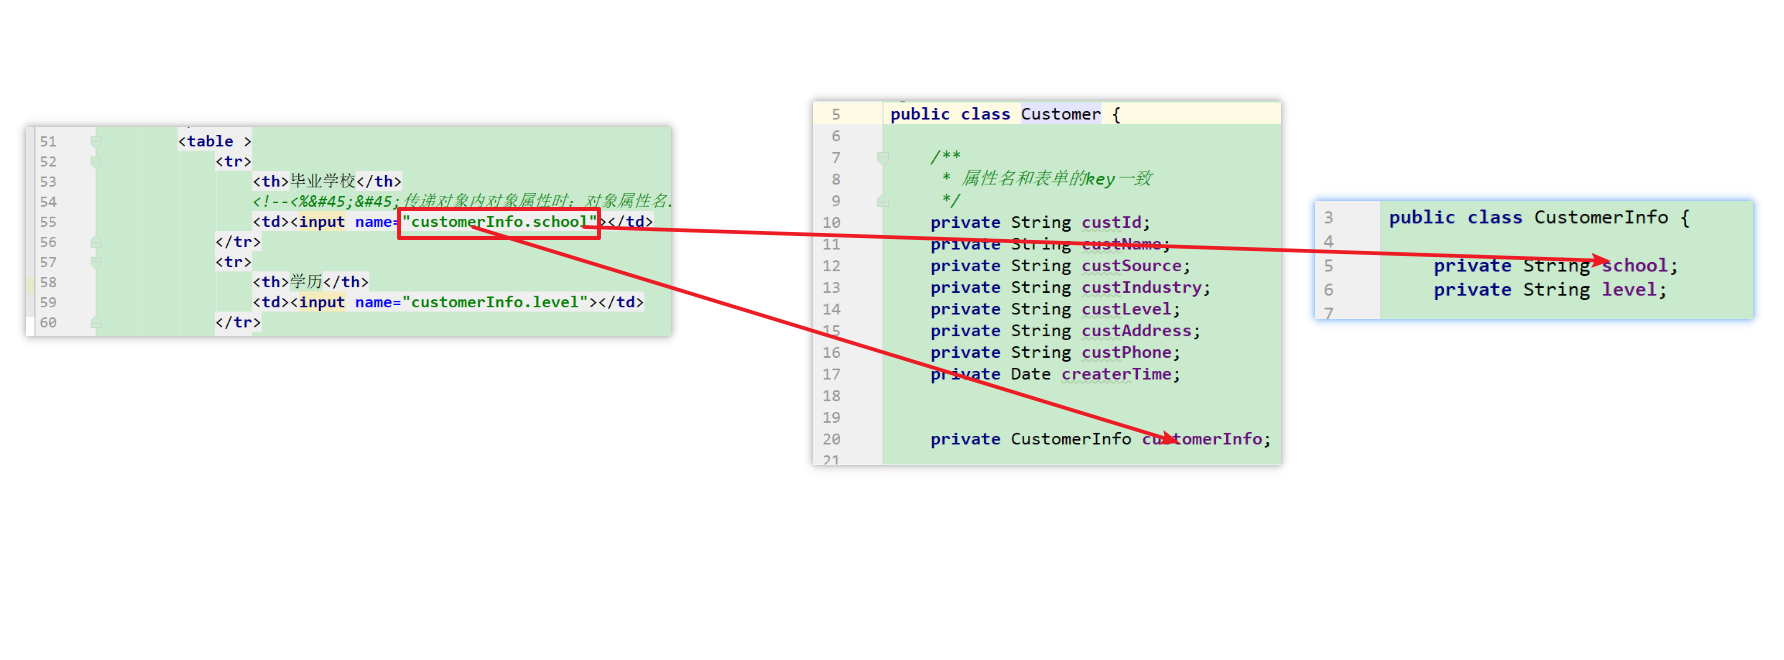 51 <table >
52 <tr>
53 <th>毕业学校</th>
54 <!--<%&#45;&#45;传递对象内对象属性时：对象属性名.
55 <td><input name="customerInfo.school"></td>
56 </tr>
57 <tr>
58 <th>学历</th>
59 <td><input name="customerInfo.level"></td>
60 </tr>
5 public class Customer {
6
7 /**
8 * 属性名和表单的key一致
9 */
10 private String custId;
11 private String custName;
12 private String custSource;
13 private String custIndustry;
14 private String custLevel;
15 private String custAddress;
16 private String custPhone;
17 private Date createrTime;
18
19
20 private CustomerInfo customerInfo;
21
3 public class CustomerInfo {
4
5 private String school;
6 private String level;
7